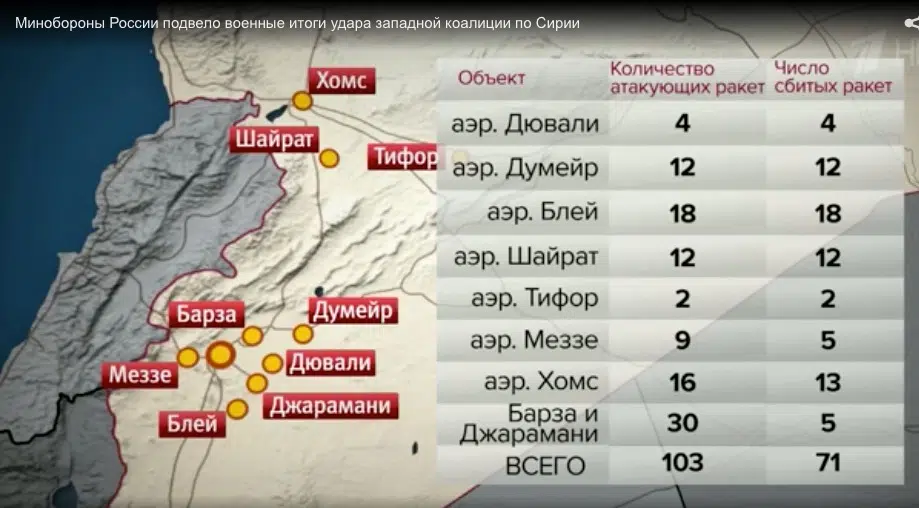 Минобороны России подвело военные итоги удара западной коалиции по Сирии
Хомс
Шайрат
Тифор
Барза
Думейр
Меззе
Дювали
Джарамани
Блей
Объект Количество атакующих ракет Число сбитых ракет
аэр. Дювали 4 4
аэр. Думейр 12 12
аэр. Блей 18 18
аэр. Шайрат 12 12
аэр. Тифор 2 2
аэр. Меззе 9 5
аэр. Хомс 16 13
Барза и Джарамани 30 5
ВСЕГО 103 71